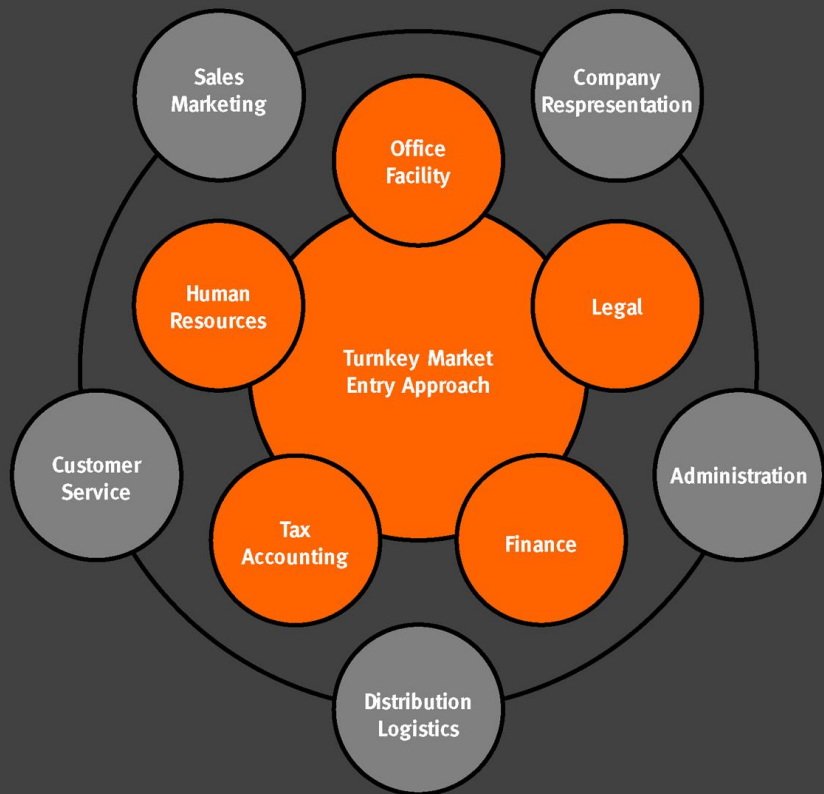 Sales
Marketing
Company
Respresentation
Office
Facility
Human
Resources
Legal
Turnkey Market
Entry Approach
Customer
Service
Administration
Tax
Accounting
Finance
Distribution
Logistics